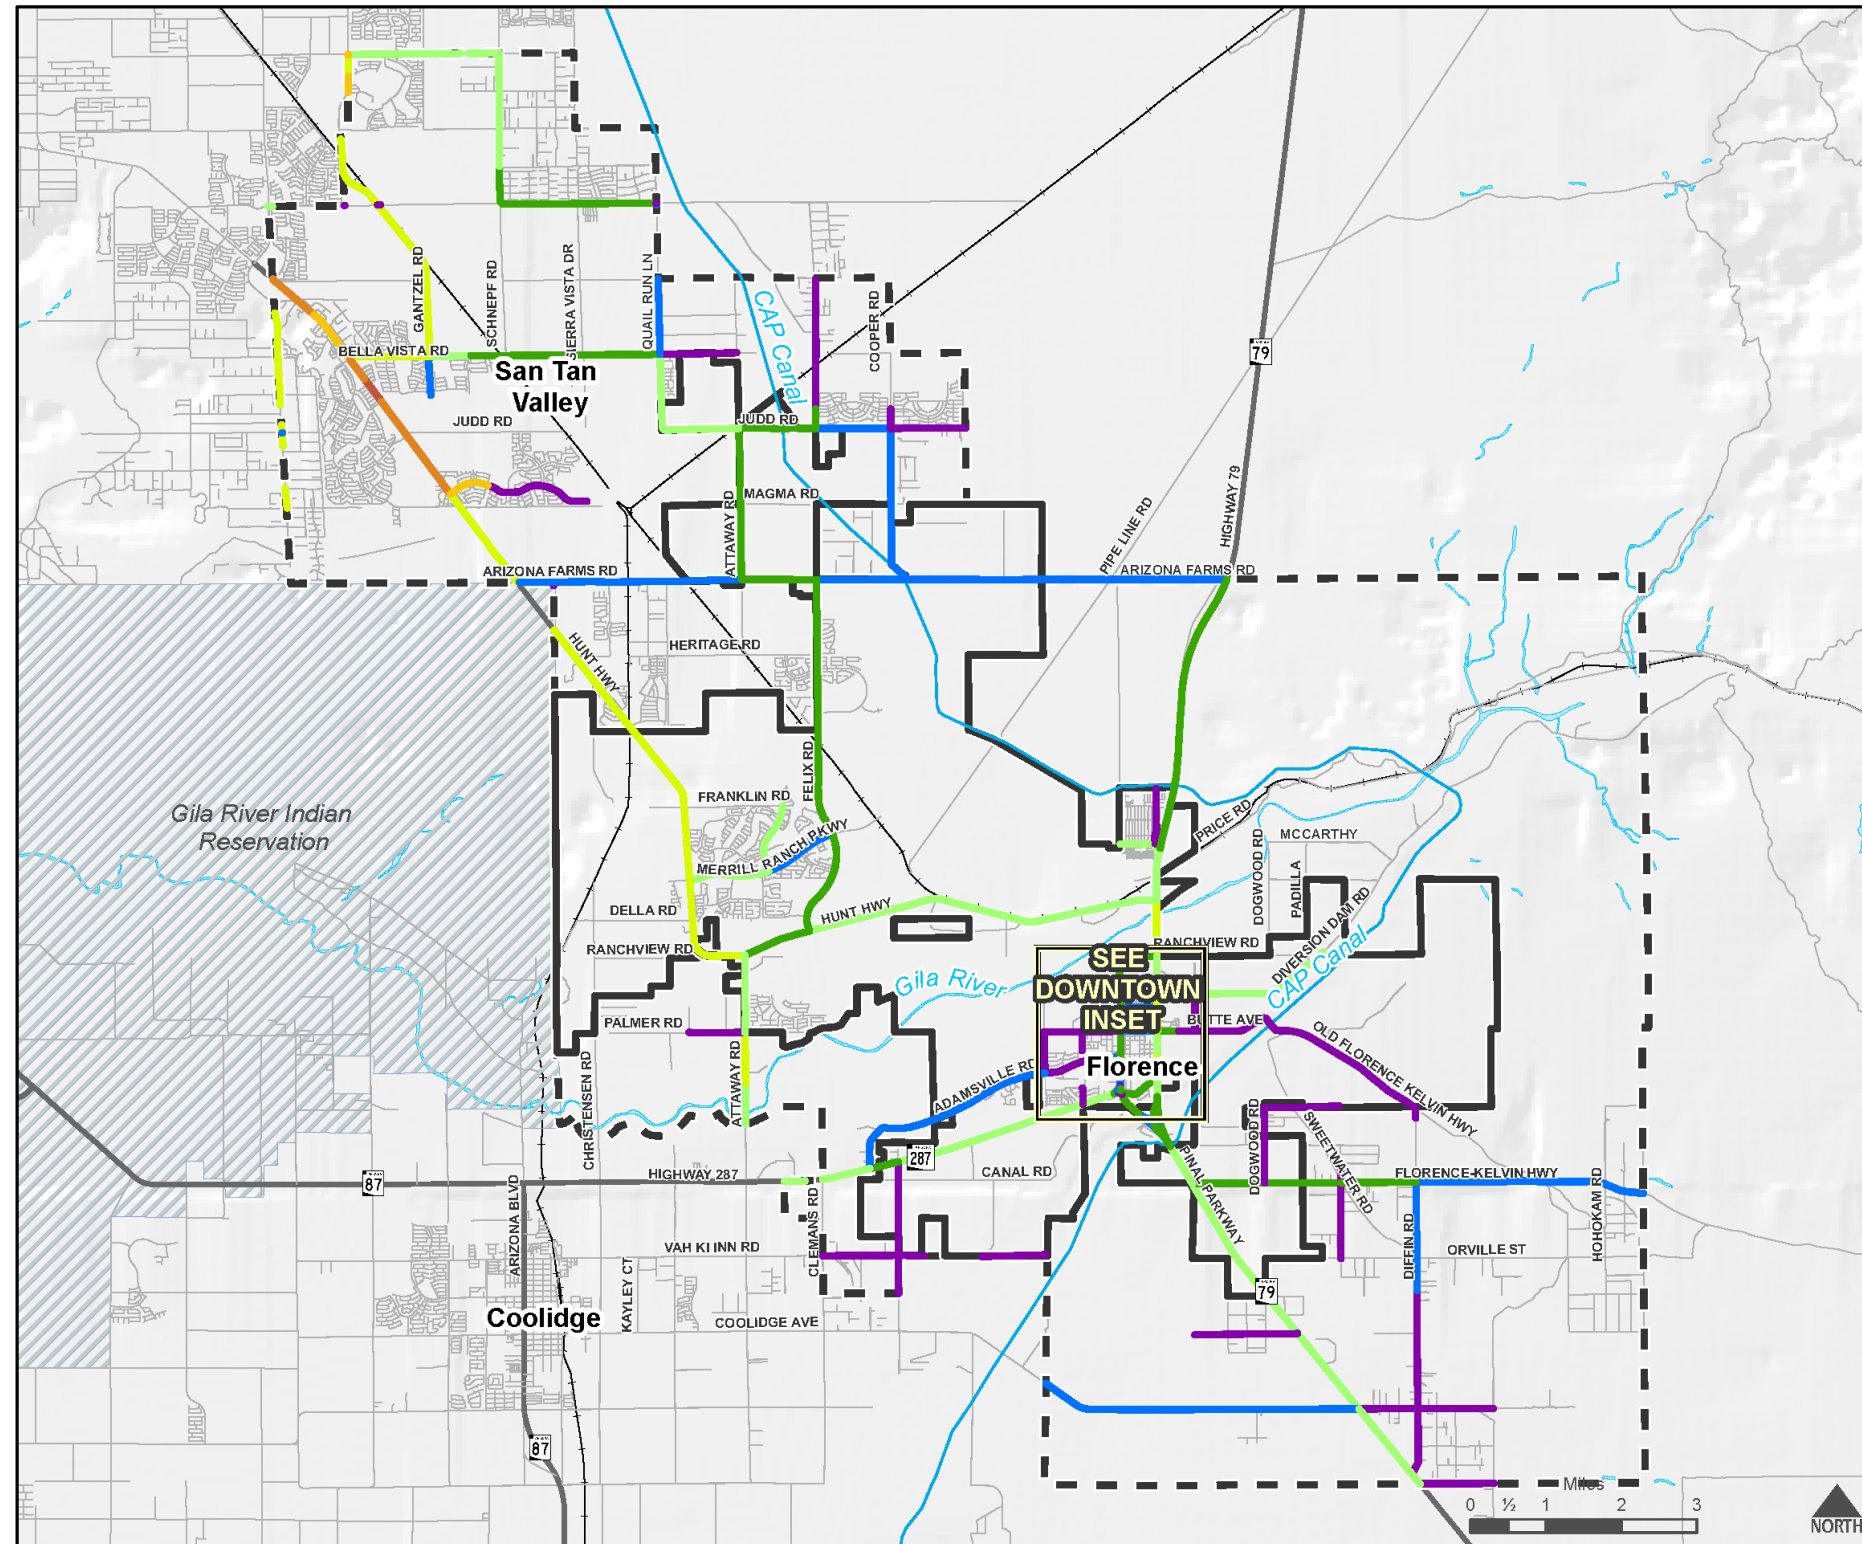 GANTZEL RD
SCHNEPF RD
SIERRA VISTA DR
QUAIL RUN LN
CAP Canal
COOPER RD
79
BELLA VISTA RD
San Tan
Valley
JUDD RD
JUDD RD
MAGMA RD
ATTAWAY RD
HIGHWAY 79
PIPE LINE RD
ARIZONA FARMS RD
ARIZONA FARMS RD
HERITAGE RD
HUNT HWY
FELIX RD
Gila River Indian
Reservation
FRANKLIN RD
MERRILL RANCH PKWY
PRICE RD
DOGWOOD RD
MCCARTHY
PADILLA
DELLA RD
HUNT HWY
RANCHVIEW RD
RANCHVIEW RD
DIVERSION DAM RD
CAP Canal
SEE
DOWNTOWN
INSET
Gila River
PALMER RD
BUTTE AVE
OLD FLORENCE KELVIN HWY
Florence
ADAMSVILLE RD
ATTAWAY RD
CHRISTENSEN RD
DOGWOOD RD
SWEETWATER RD
287
87
HIGHWAY 287
CANAL RD
PINAL PARKWAY
FLORENCE-KELVIN HWY
HOHOKAM RD
ARIZONA BLVD
CLEMANS RD
VAH KI INN RD
DIFFIN RD
ORVILLE ST
79
Coolidge
KAYLEY CT
COOLIDGE AVE
87
Miles
0 ½ 1 2 3
NORTH